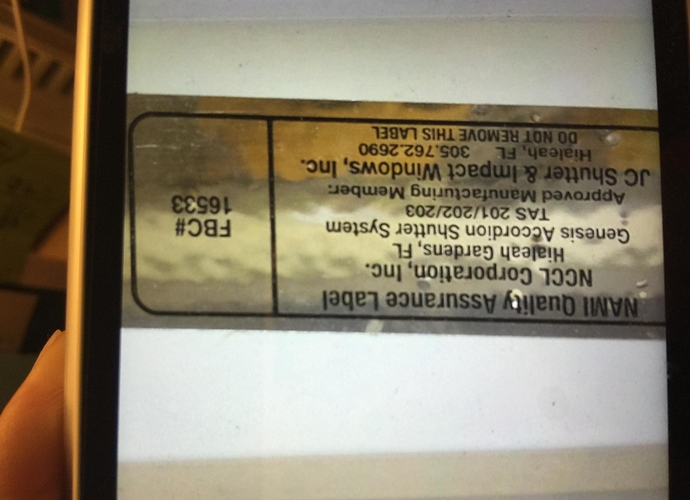 NAMI Quality Assurance Label
NCCL Corporation, Inc.
Hialeah Gardens, FL
Genesis Accordion Shutter System
TAS 201/202/203
Approved Manufacturing Member:
JC Shutter & Impact Windows, Inc.
Hialeah, FL 305.762.2690
DO NOT REMOVE THIS LABEL
FBC#
16533